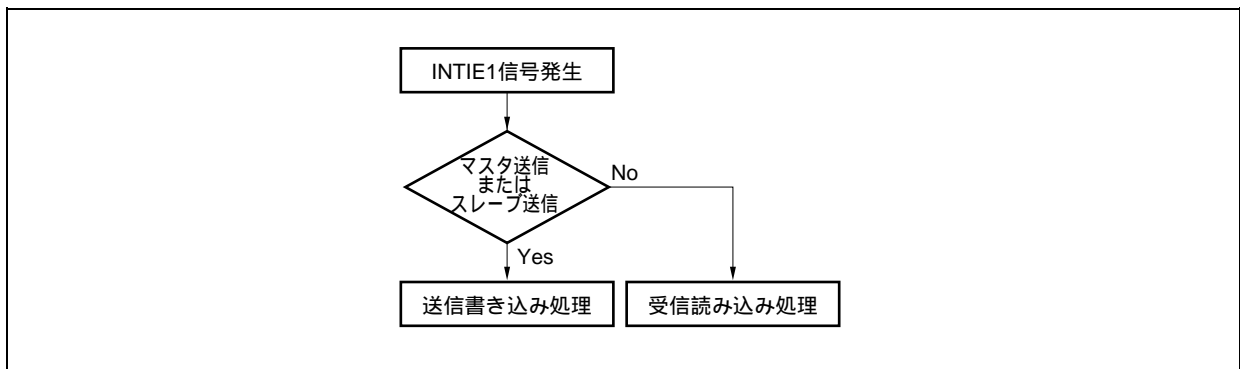 INTIE1信号発生
マスタ送信
または
スレーブ送信
No
Yes
送信書き込み処理
受信読み込み処理